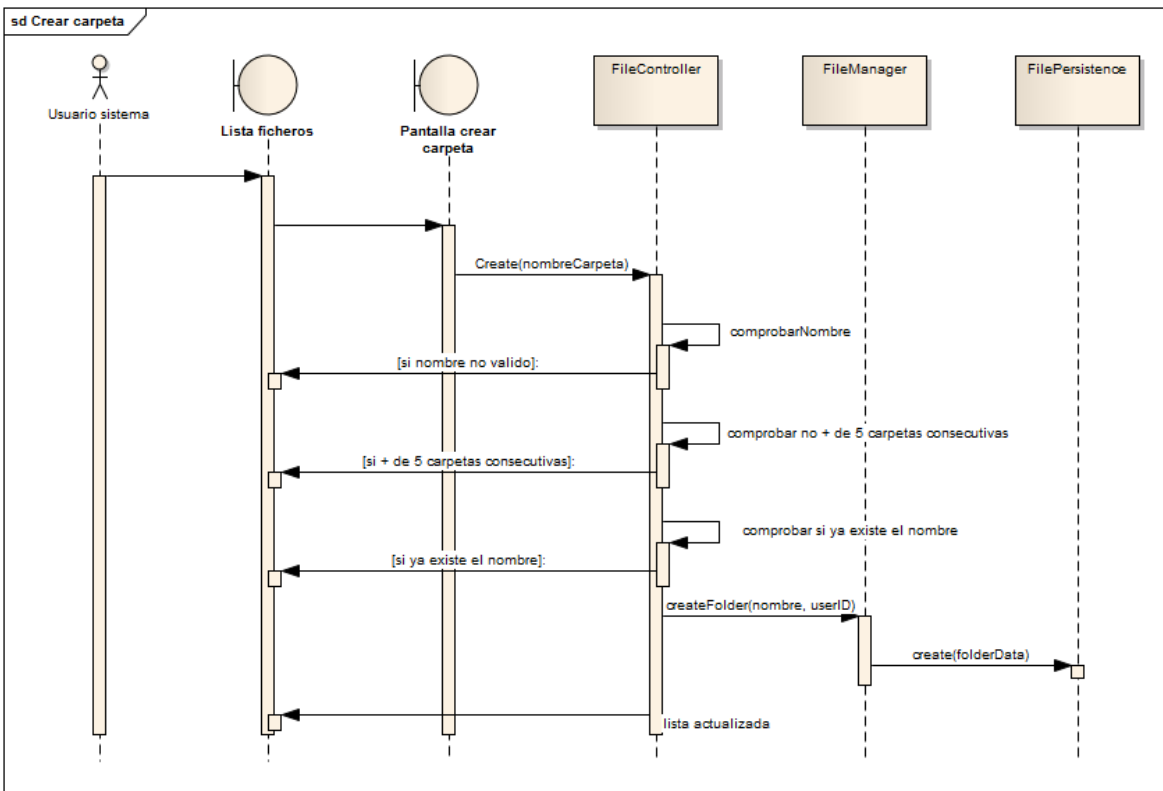 sd Crear carpeta
Usuario sistema
Lista ficheros
Pantalla crear
carpeta
FileController
FileManager
FilePersistence
Create(nombreCarpeta)
comprobarNombre
[si nombre no valido]:
comprobar no + de 5 carpetas consecutivas
[si + de 5 carpetas consecutivas]:
comprobar si ya existe el nombre
[si ya existe el nombre]:
createFolder(nombre, userID)
create(folderData)
lista actualizada